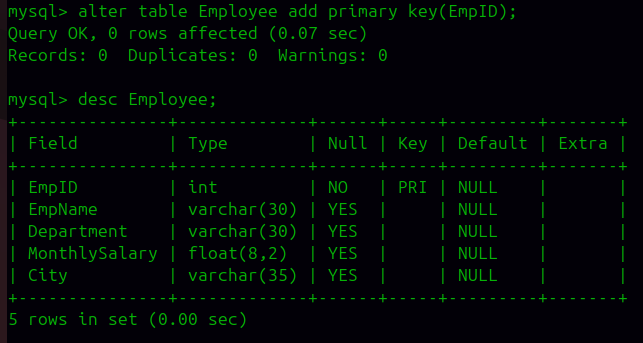 mysql> alter table Employee add primary key(EmpID);
Query OK, 0 rows affected (0.07 sec)
Records: 0  Duplicates: 0  Warnings: 0
mysql> desc Employee;
+---------------+-------------+------+-----+---------+-------+
| Field         | Type        | Null | Key | Default | Extra |
+---------------+-------------+------+-----+---------+-------+
| EmpID         | int         | NO   | PRI | NULL    |       |
| EmpName       | varchar(30) | YES  |     | NULL    |       |
| Department    | varchar(30) | YES  |     | NULL    |       |
| MonthlySalary | float(8,2)  | YES  |     | NULL    |       |
| City          | varchar(35) | YES  |     | NULL    |       |
+---------------+-------------+------+-----+---------+-------+
5 rows in set (0.00 sec)